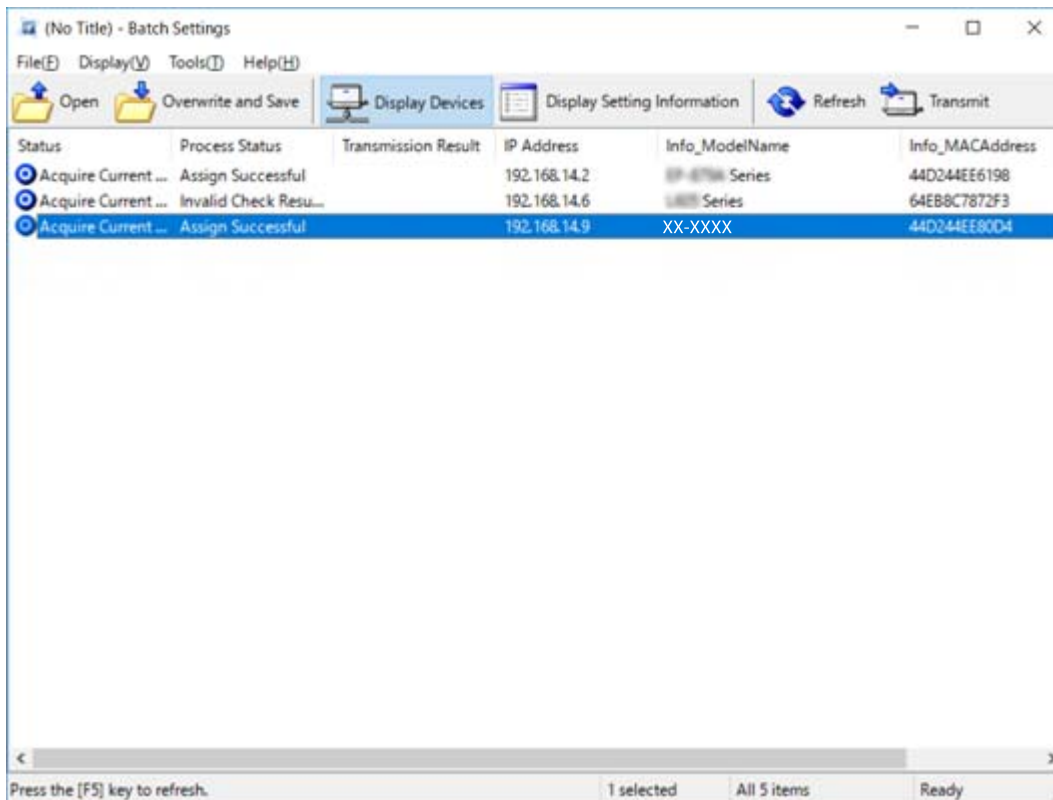 (No Title) - Batch Settings
File(F) Display(V) Tools(T) Help(H)
Open Overwrite and Save Display Devices Display Setting Information Refresh Transmit
Status Process Status Transmission Result IP Address Info_ModelName Info_MACAddress
Acquire Current ... Assign Successful 192.168.14.2 Series 44D244EE6198
Acquire Current ... Invalid Check Resu... 192.168.14.6 Series 64EB8C7872F3
Acquire Current ... Assign Successful 192.168.14.9 XX-XXXX 44D244EE80D4
Press the [F5] key to refresh. 1 selected All 5 items Ready